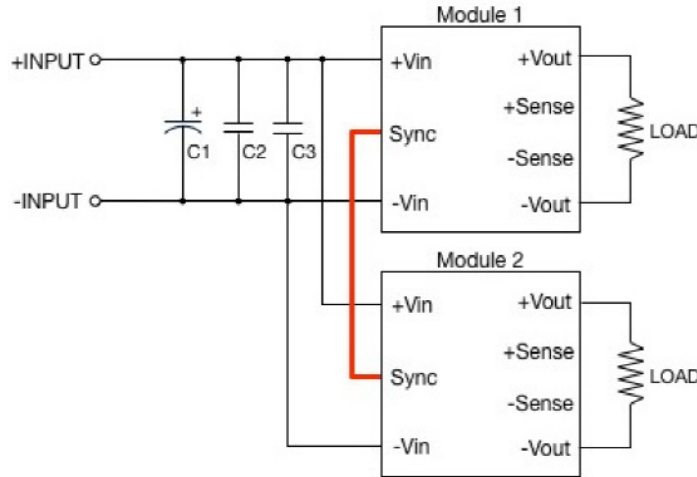 Module 1
+INPUT
+Vin
+Vout
+
+Sense
Sync
LOAD
C1
C2
C3
-Sense
-INPUT
-Vin
-Vout
Module 2
+Vin
+Vout
+Sense
Sync
LOAD
-Sense
-Vin
-Vout